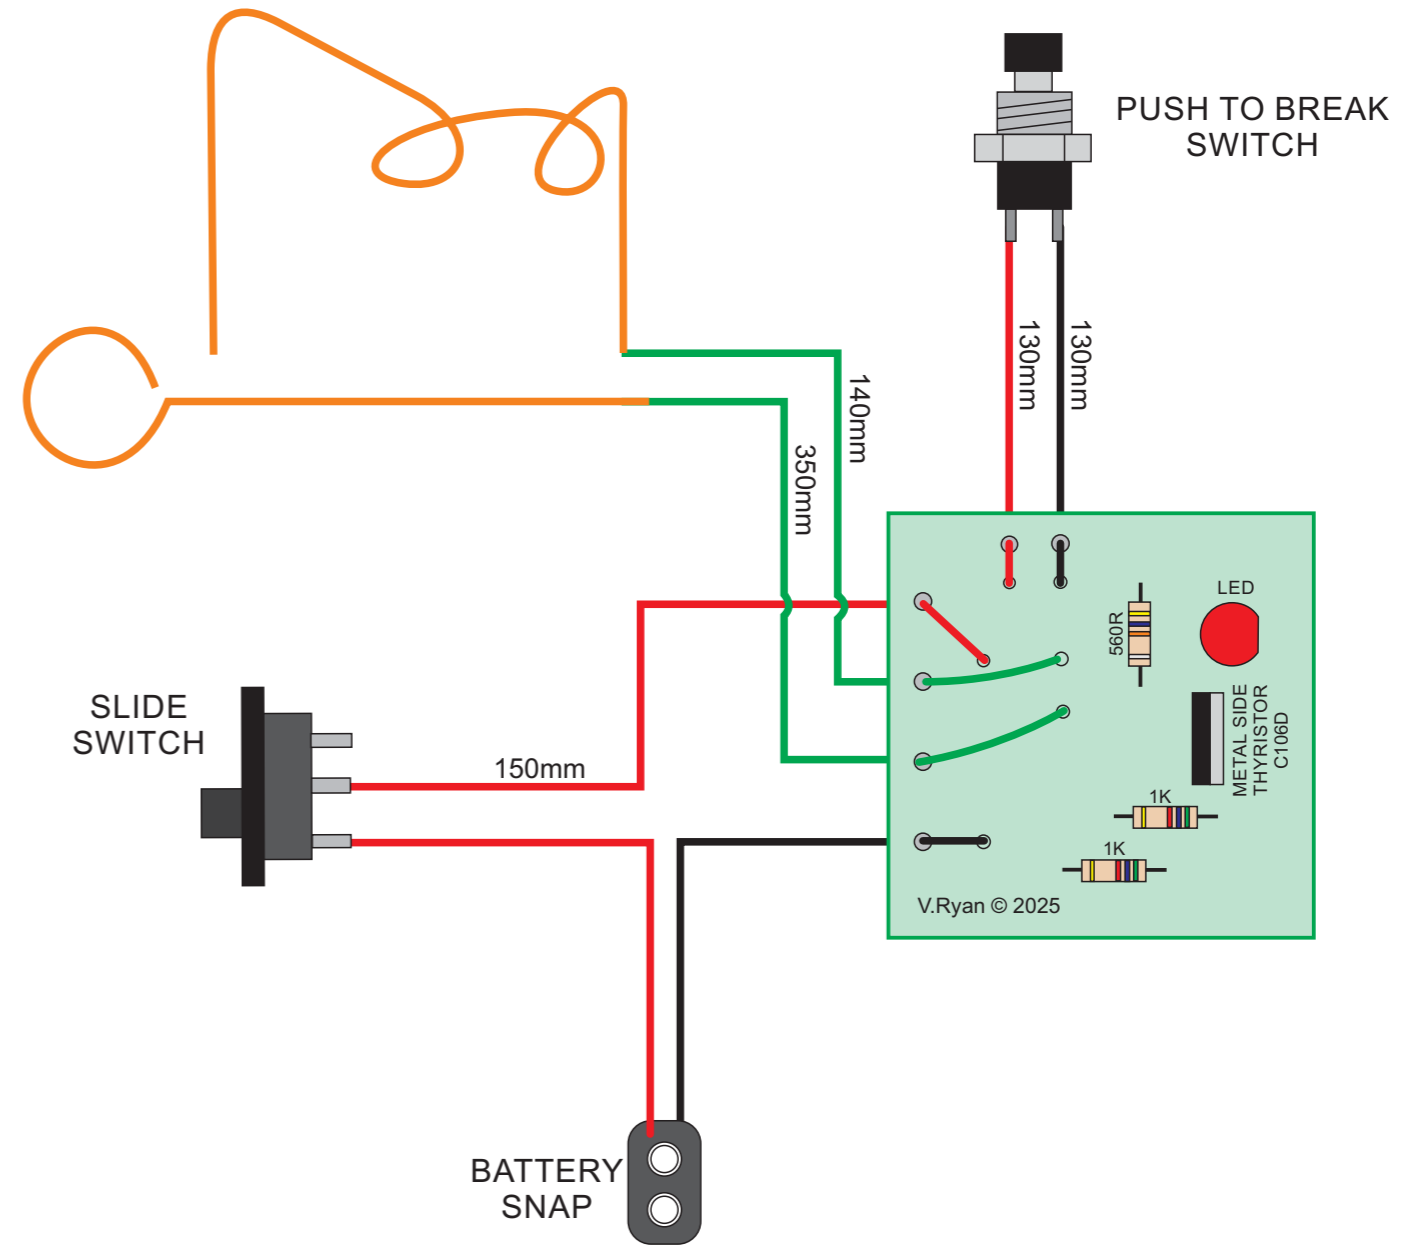 PUSH TO BREAK
SWITCH
130mm
130mm
140mm
350mm
LED
560R
METAL SIDE
THYRISTOR
C106D
SLIDE
SWITCH
150mm
1K
1K
V.Ryan © 2025
BATTERY
SNAP